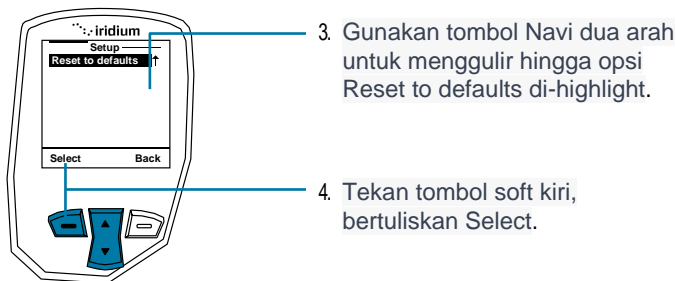 iridium
Setup
Reset to defaults
Select Back
3. Gunakan tombol Navi dua arah
untuk menggulir hingga opsi
Reset to defaults di-highlight.
4. Tekan tombol soft kiri,
bertuliskan Select.